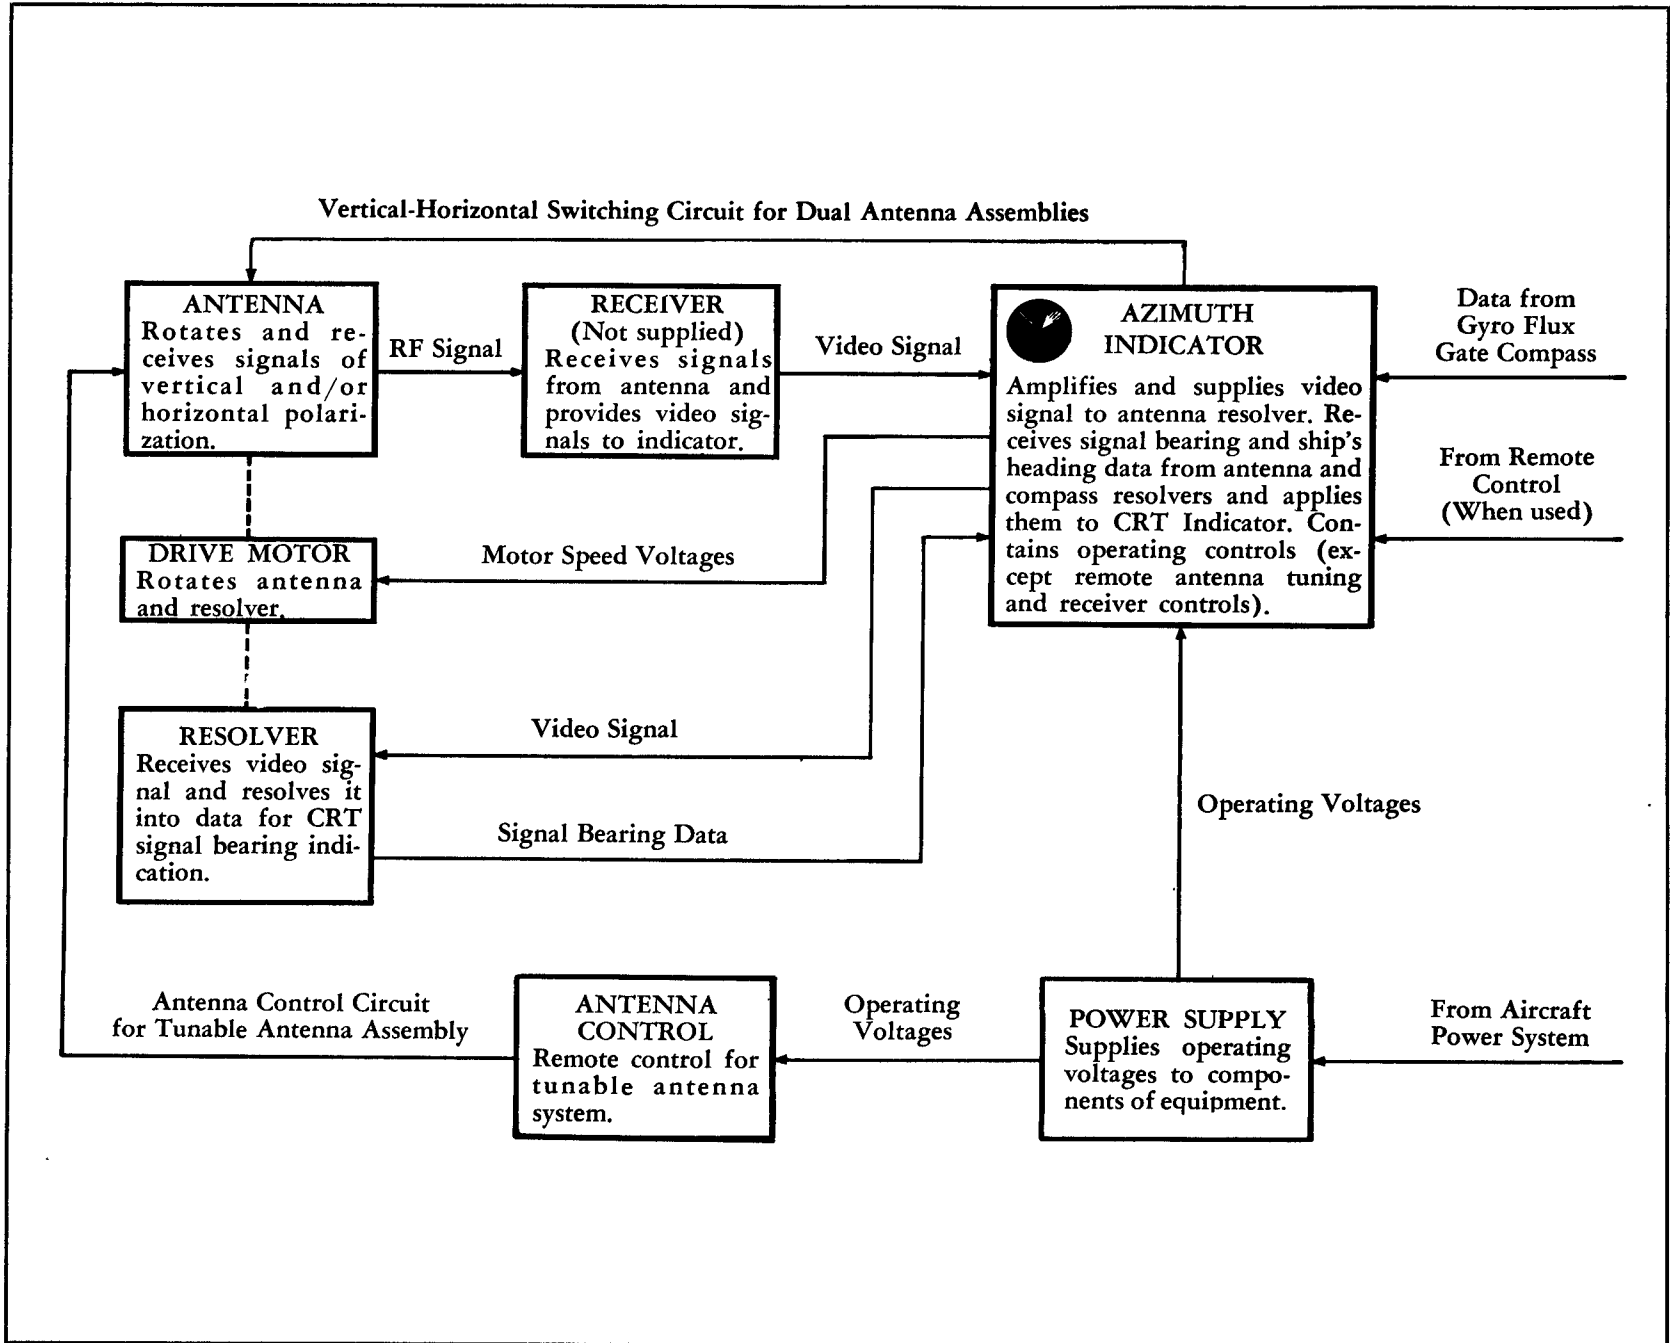 Vertical-Horizontal Switching Circuit for Dual Antenna Assemblies
ANTENNA
Rotates and re-
ceives signals of
vertical and/or
horizontal polari-
zation.
RF Signal
RECEIVER
(Not supplied)
Receives signals
from antenna and
provides video sig-
nals to indicator.
Video Signal
AZIMUTH
INDICATOR
Amplifies and supplies video
signal to antenna resolver. Re-
ceives signal bearing and ship's
heading data from antenna and
compass resolvers and applies
them to CRT Indicator. Con-
tains operating controls (ex-
cept remote antenna tuning
and receiver controls).
Data from
Gyro Flux
Gate Compass
From Remote
Control
(When used)
DRIVE MOTOR
Rotates antenna
and resolver.
Motor Speed Voltages
RESOLVER
Receives video sig-
nal and resolves it
into data for CRT
signal bearing indi-
cation.
Video Signal
Signal Bearing Data
Operating Voltages
Antenna Control Circuit
for Tunable Antenna Assembly
ANTENNA
CONTROL
Remote control for
tunable antenna
system.
Operating
Voltages
POWER SUPPLY
Supplies operating
voltages to compo-
nents of equipment.
From Aircraft
Power System